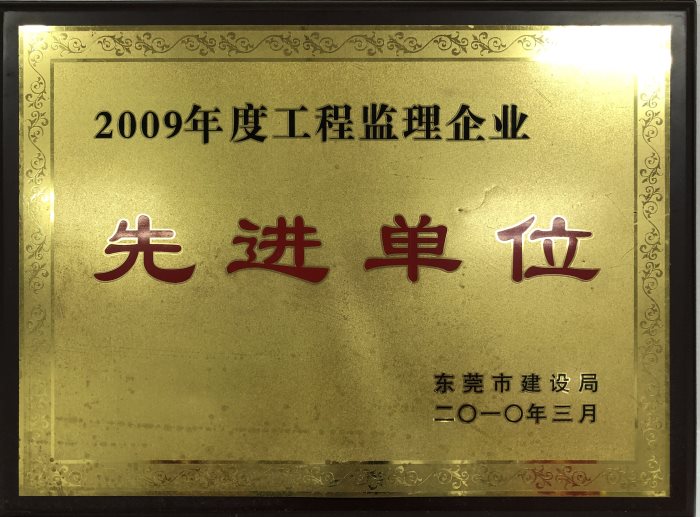 2009年度工程监理企业
先进单位
东莞市建设局
二〇一〇年三月